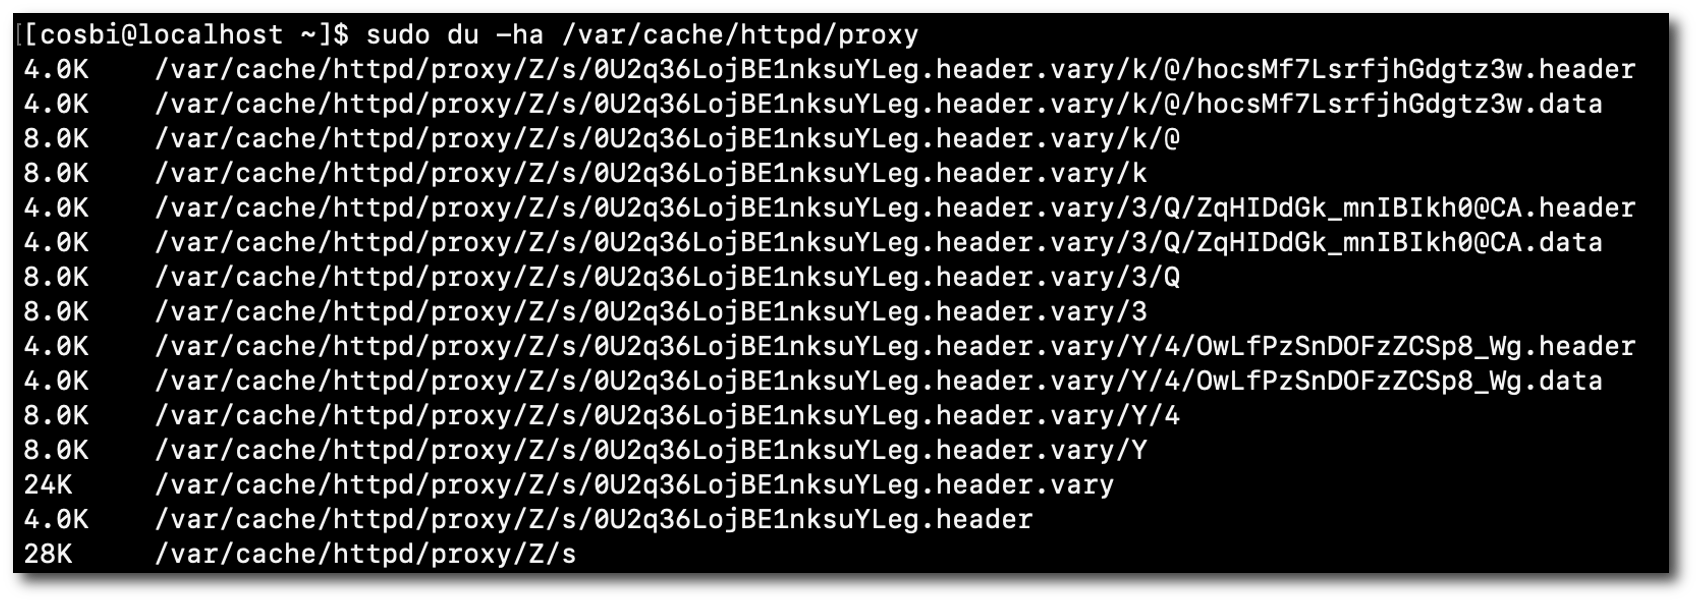 [[cosbi@localhost ~]$ sudo du -ha /var/cache/httpd/proxy
4.0K    /var/cache/httpd/proxy/Z/s/0U2q36LojBE1nksuYLeg.header.vary/k/@/hocsMf7LsrfjhGdgtz3w.header
4.0K    /var/cache/httpd/proxy/Z/s/0U2q36LojBE1nksuYLeg.header.vary/k/@/hocsMf7LsrfjhGdgtz3w.data
8.0K    /var/cache/httpd/proxy/Z/s/0U2q36LojBE1nksuYLeg.header.vary/k/@
8.0K    /var/cache/httpd/proxy/Z/s/0U2q36LojBE1nksuYLeg.header.vary/k
4.0K    /var/cache/httpd/proxy/Z/s/0U2q36LojBE1nksuYLeg.header.vary/3/Q/ZqHIDdGk_mnIBIkh0@CA.header
4.0K    /var/cache/httpd/proxy/Z/s/0U2q36LojBE1nksuYLeg.header.vary/3/Q/ZqHIDdGk_mnIBIkh0@CA.data
8.0K    /var/cache/httpd/proxy/Z/s/0U2q36LojBE1nksuYLeg.header.vary/3/Q
8.0K    /var/cache/httpd/proxy/Z/s/0U2q36LojBE1nksuYLeg.header.vary/3
4.0K    /var/cache/httpd/proxy/Z/s/0U2q36LojBE1nksuYLeg.header.vary/Y/4/OwLfPzSnDOFzZCSp8_Wg.header
4.0K    /var/cache/httpd/proxy/Z/s/0U2q36LojBE1nksuYLeg.header.vary/Y/4/OwLfPzSnDOFzZCSp8_Wg.data
8.0K    /var/cache/httpd/proxy/Z/s/0U2q36LojBE1nksuYLeg.header.vary/Y/4
8.0K    /var/cache/httpd/proxy/Z/s/0U2q36LojBE1nksuYLeg.header.vary/Y
24K     /var/cache/httpd/proxy/Z/s/0U2q36LojBE1nksuYLeg.header.vary
4.0K    /var/cache/httpd/proxy/Z/s/0U2q36LojBE1nksuYLeg.header
28K     /var/cache/httpd/proxy/Z/s